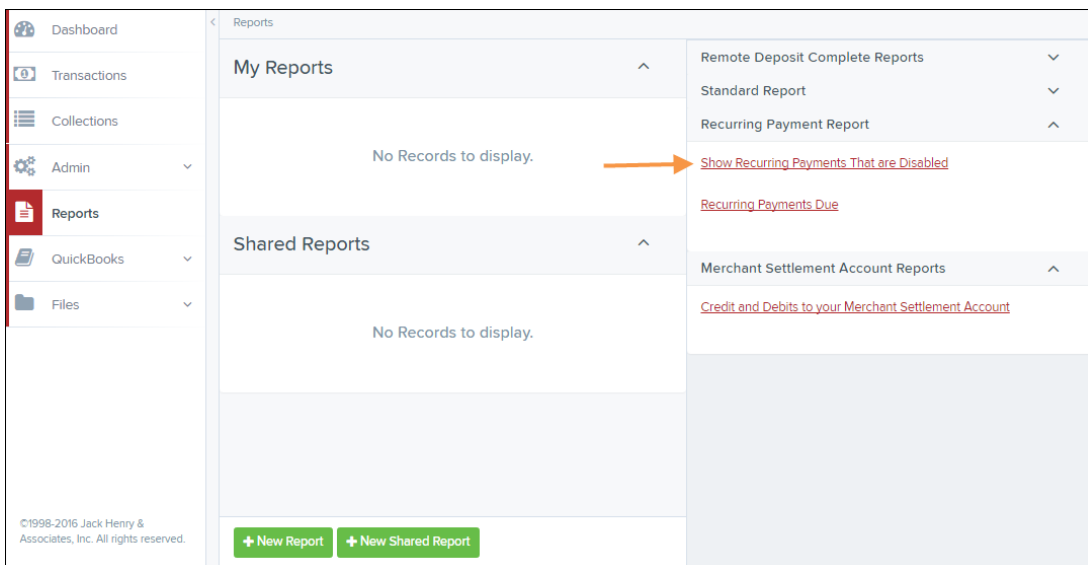 Dashboard
Transactions
Collections
Admin
Reports
QuickBooks
Files
©1998-2016 Jack Henry &
Associates, Inc. All rights reserved.
Reports
My Reports
No Records to display.
Shared Reports
No Records to display.
+ New Report
+ New Shared Report
Remote Deposit Complete Reports
Standard Report
Recurring Payment Report
Show Recurring Payments That are Disabled
Recurring Payments Due
Merchant Settlement Account Reports
Credit and Debits to your Merchant Settlement Account